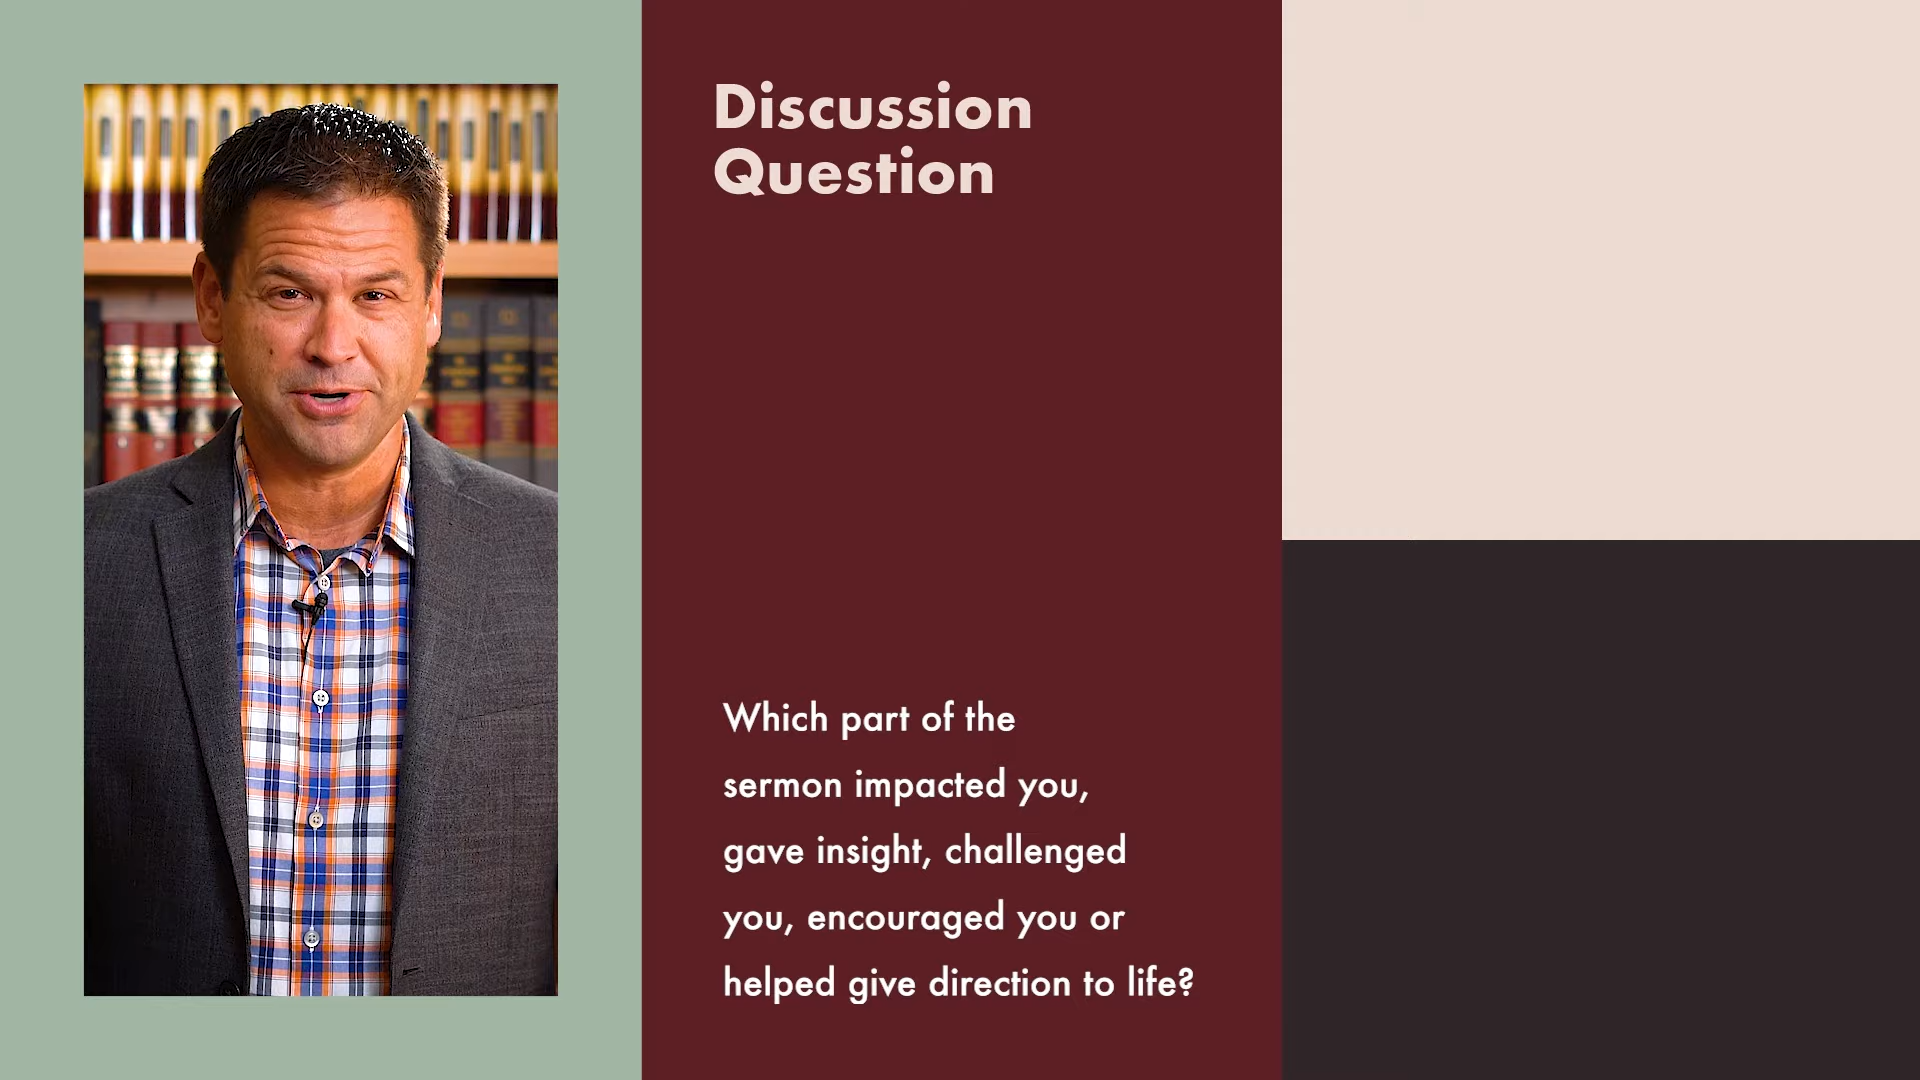 Discussion
Question
Which part of the
sermon impacted you,
gave insight, challenged
you, encouraged you or
helped give direction to life?